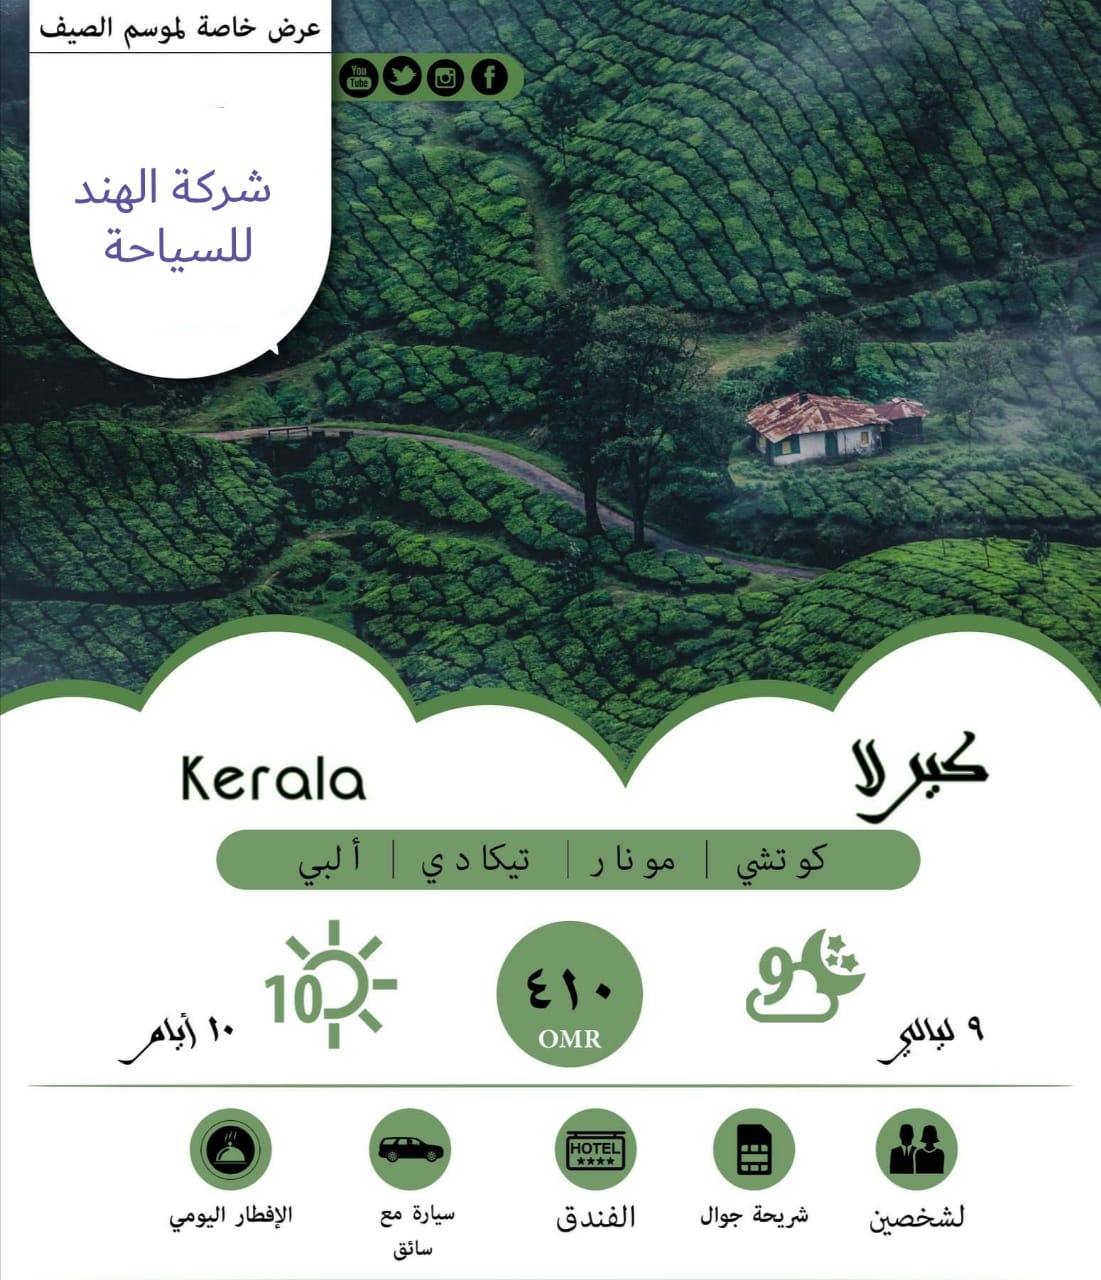 عرض خاصة لموسم الصيف
You
Tube
شركة الهند
للسياحة
كيرلا
Kerala
كوتشي | مونار | تيكادي | ألبي
9
٤١٠
OMR
10
٩ ليالي
١٠ أيام
HOTEL
لشخصين
شريحة جوال
الفندق
سيارة مع
سائق
الإفطار اليومي